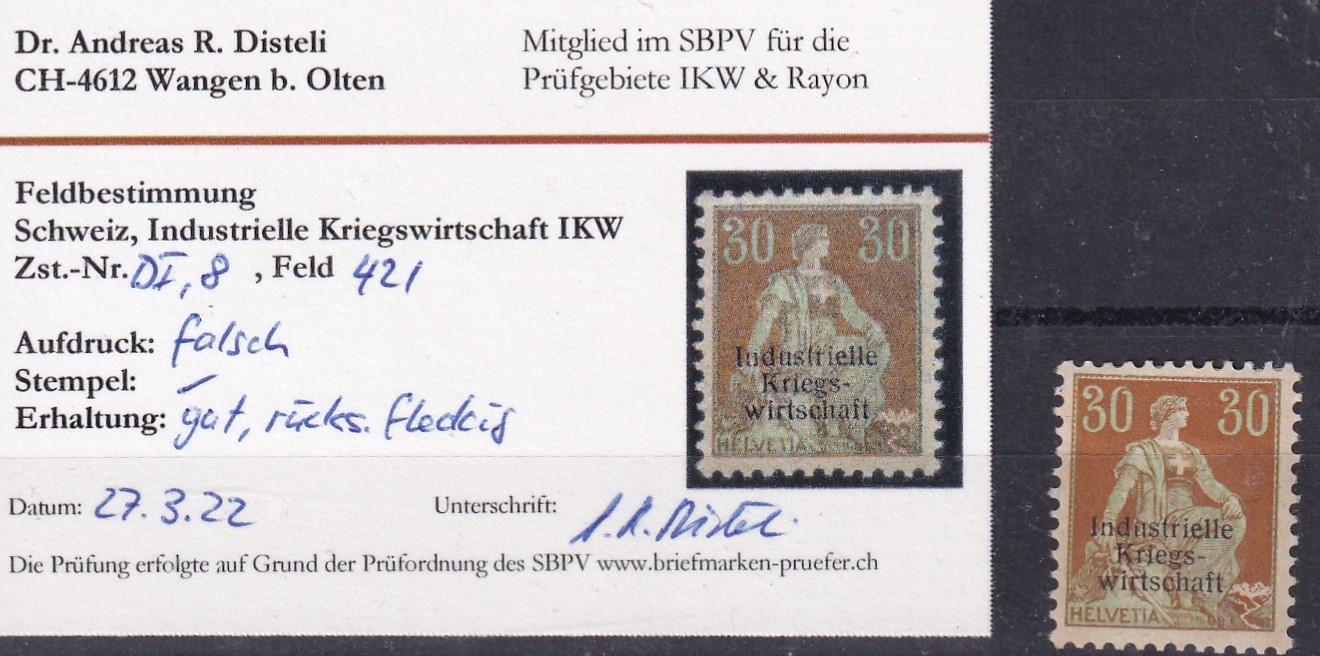 Dr. Andreas R. Disteli
CH-4612 Wangen b. Olten
Mitglied im SBPV für die
Prüfgebiete IKW & Rayon
Feldbestimmung
Schweiz, Industrielle Kriegswirtschaft IKW
Zst.-Nr. DI, 8 , Feld 421
Aufdruck: falsch
Stempel: –
Erhaltung: gut, rücks. fleckig
Datum: 27.3.22
Unterschrift: A.R. Disteli
Die Prüfung erfolgte auf Grund der Prüfordnung des SBPV www.briefmarken-pruefer.ch
30 30
Industrielle
Kriegs-
wirtschaft
HELVETIA
30 30
Industrielle
Kriegs-
wirtschaft
HELVETIA